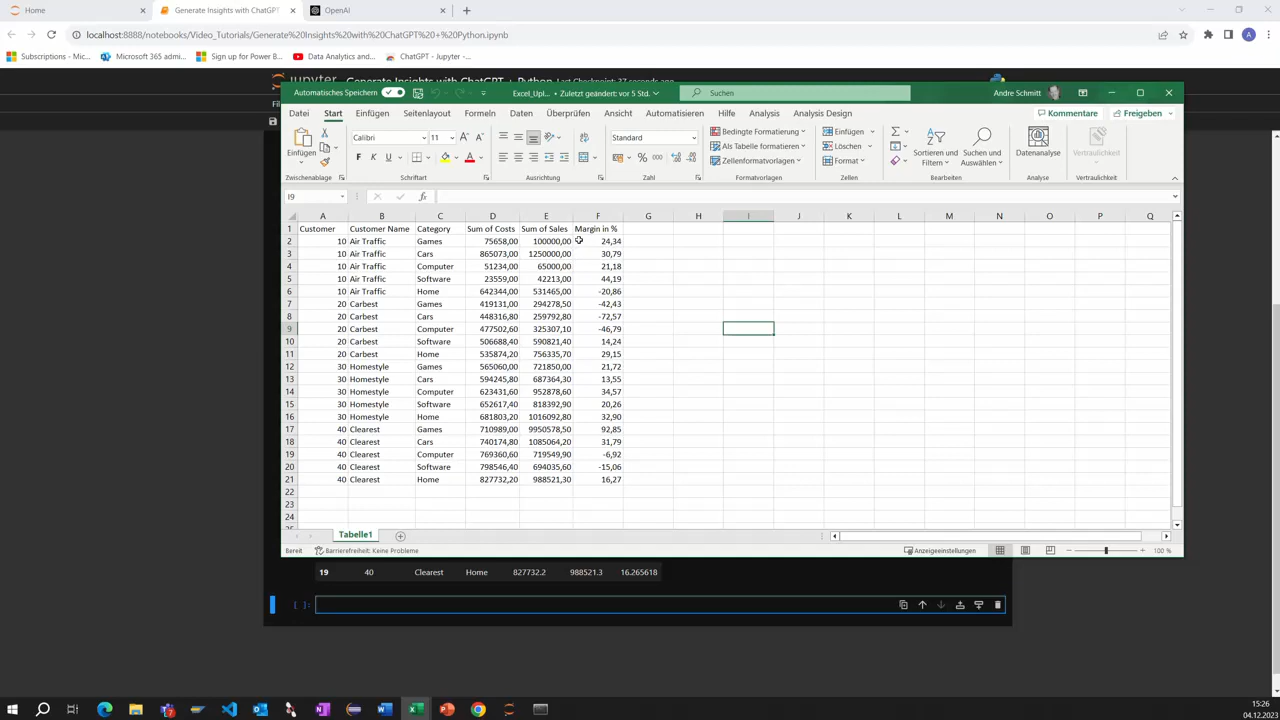 Home
Generate Insights with ChatGPT
OpenAI
localhost:8888/notebooks/Video_Tutorials/Generate%20Insights%20with%20ChatGPT%20+%20Python.ipynb
Subscriptions - Mic...
Microsoft 365 admi...
Sign up for Power B...
Data Analytics and...
ChatGPT - Jupyter -...
jupyter Generate Insights with ChatGPT + Python Last Checkpoint: 37 seconds ago
Automatisches Speichern
Excel_Upl... • Zuletzt geändert: vor 5 Std.
Suchen
Andre Schmitt
Datei Start Einfügen Seitenlayout Formeln Daten Überprüfen Ansicht Automatisieren Hilfe Analysis Analysis Design
Kommentare Freigeben
Einfügen
Calibri 11
F K U
Standard
Bedingte Formatierung
Als Tabelle formatieren
Zellenformatvorlagen
Einfügen
Löschen
Format
Sortieren und Filtern
Suchen und Auswählen
Datenanalyse
Vertraulichkeit
Zwischenablage Schriftart Ausrichtung Zahl Formatvorlagen Zellen Bearbeiten Analyse Vertraulichkeit
I9
A B C D E F G H I J K L M N O P Q
1 Customer Customer Name Category Sum of Costs Sum of Sales Margin in %
2 10 Air Traffic Games 75658,00 100000,00 24,34
3 10 Air Traffic Cars 865073,00 1250000,00 30,79
4 10 Air Traffic Computer 51234,00 65000,00 21,18
5 10 Air Traffic Software 23559,00 42213,00 44,19
6 10 Air Traffic Home 642344,00 531465,00 -20,86
7 20 Carbest Games 419131,00 294278,50 -42,43
8 20 Carbest Cars 448316,80 259792,80 -72,57
9 20 Carbest Computer 477502,60 325307,10 -46,79
10 20 Carbest Software 506688,40 590821,40 14,24
11 20 Carbest Home 535874,20 756335,70 29,15
12 30 Homestyle Games 565060,00 721850,00 21,72
13 30 Homestyle Cars 594245,80 687364,30 13,55
14 30 Homestyle Computer 623431,60 952878,60 34,57
15 30 Homestyle Software 652617,40 818392,90 20,26
16 30 Homestyle Home 681803,20 1016092,80 32,90
17 40 Clearest Games 710989,00 9950578,50 92,85
18 40 Clearest Cars 740174,80 1085064,20 31,79
19 40 Clearest Computer 769360,60 719549,90 -6,92
20 40 Clearest Software 798546,40 694035,60 -15,06
21 40 Clearest Home 827732,20 988521,30 16,27
22
23
24
Tabelle1
Bereit
Barrierefreiheit: Keine Probleme
Anzeigeeinstellungen
100 %
19 40 Clearest Home 827732.2 988521.3 16.265618
[ ]:
15:26
04.12.2023